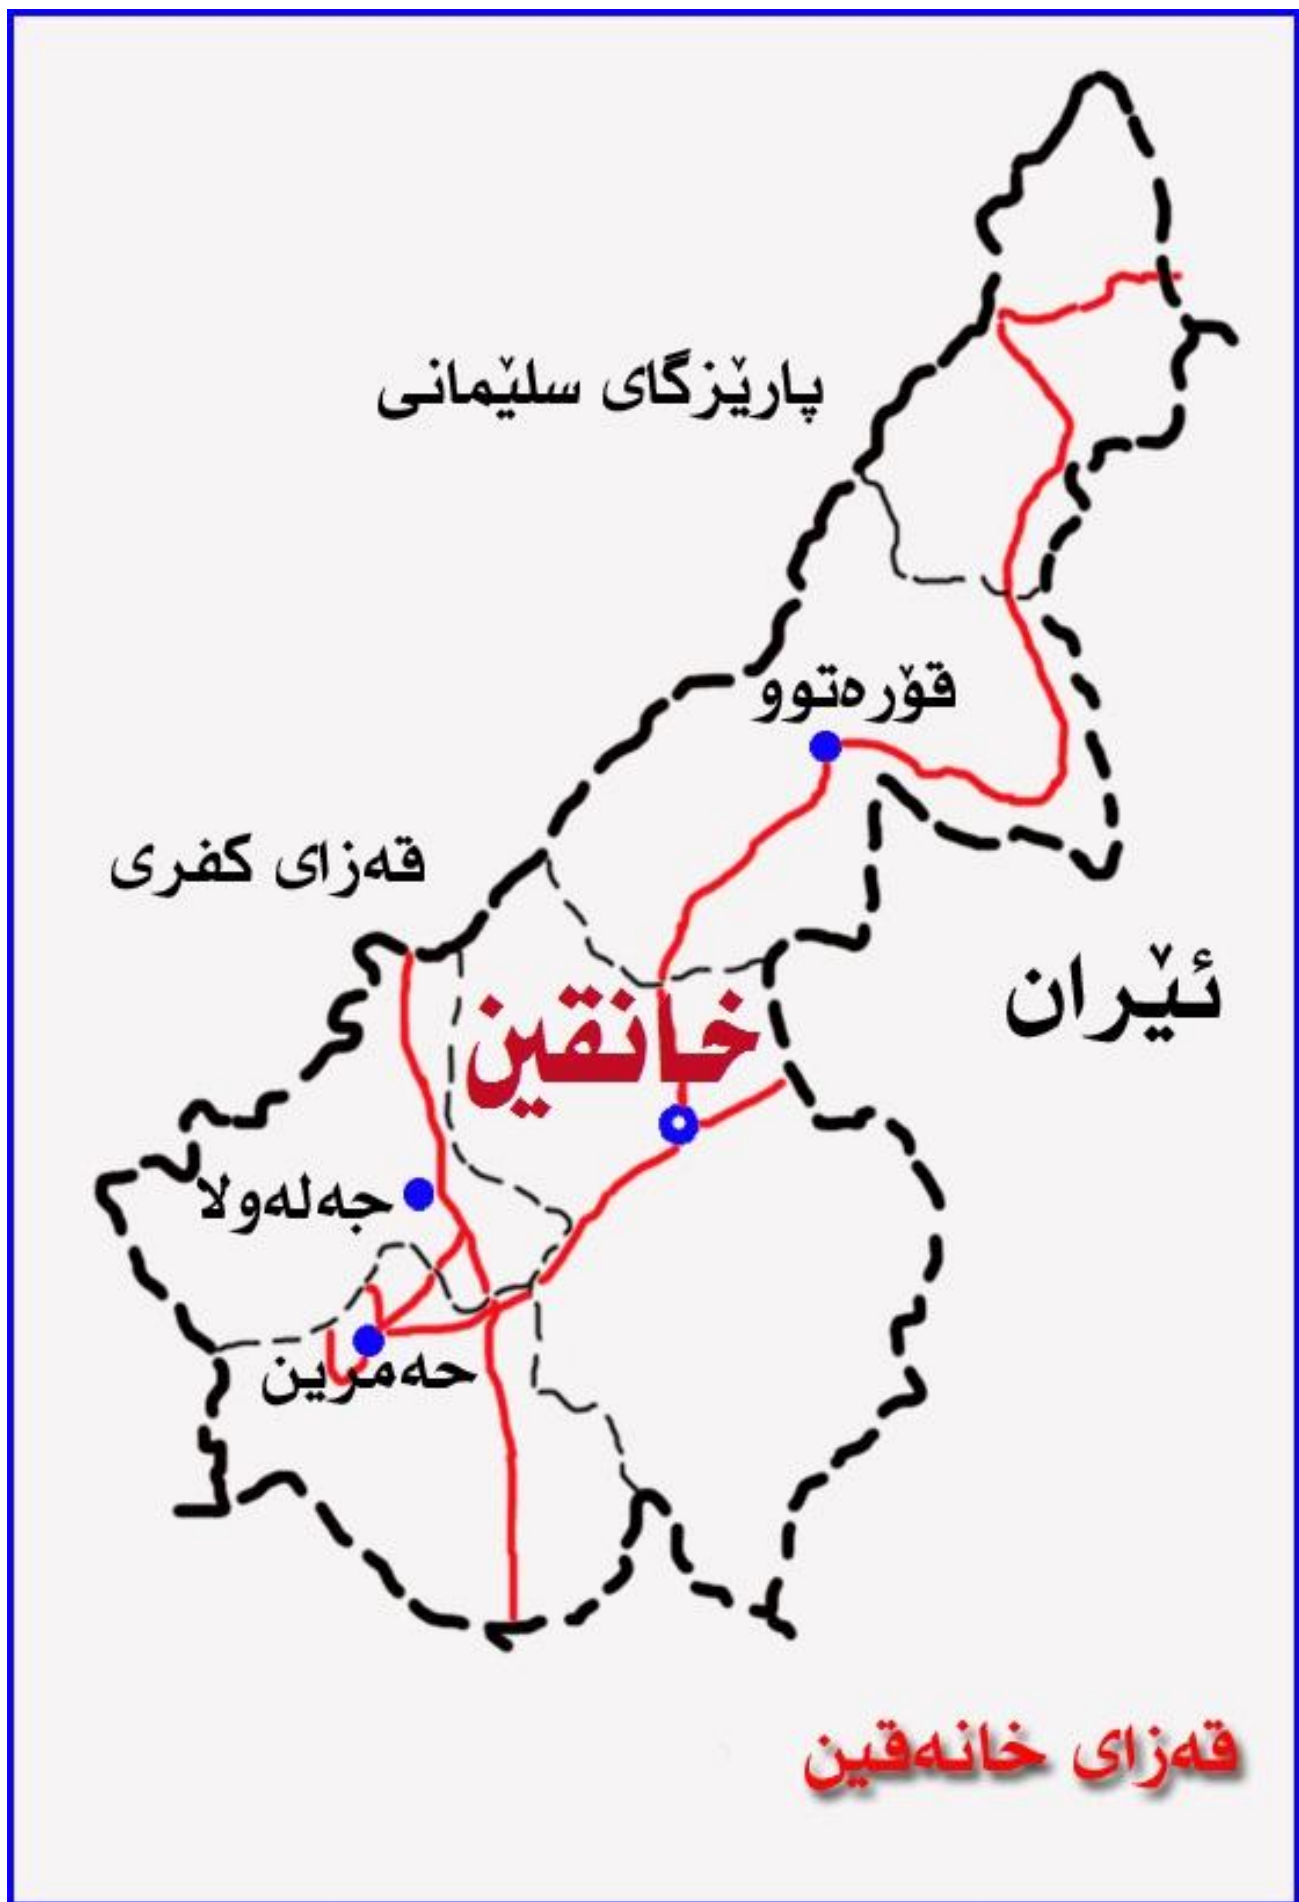 پارێزگای سلێمانی
قۆرەتوو
قەزای کفری
ئێران
خانقین
جەلەولا
حەمرین
قەزای خانەقین